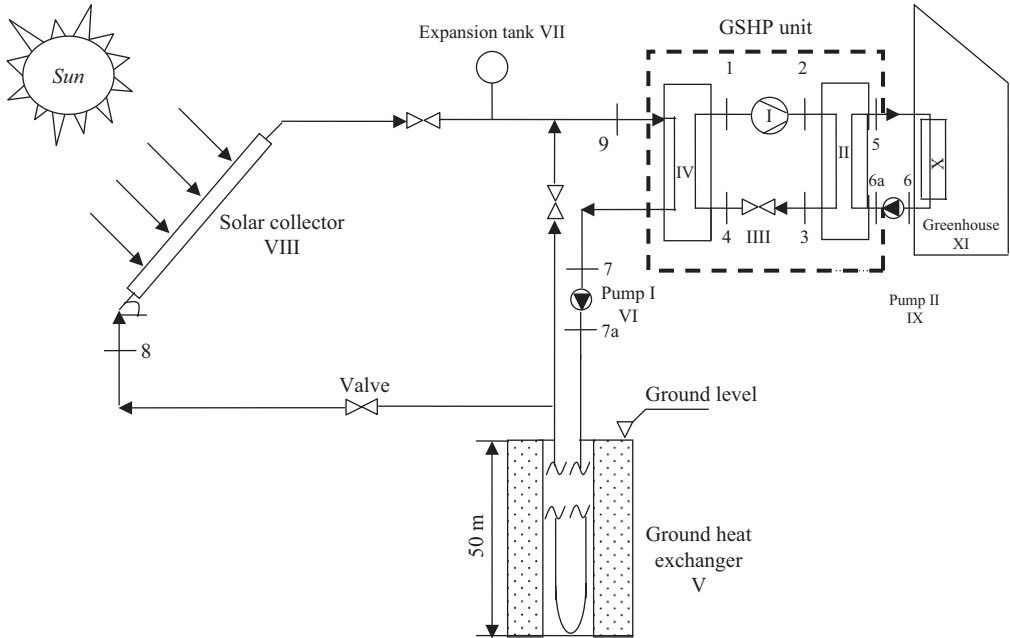 Sun
Expansion tank VII
GSHP unit
1
2
I
9
IV
II
5
X
6a
6
4
IIII
3
Greenhouse
XI
Solar collector
VIII
7
Pump I
VI
7a
Pump II
IX
8
Valve
Ground level
50 m
Ground heat
exchanger
V